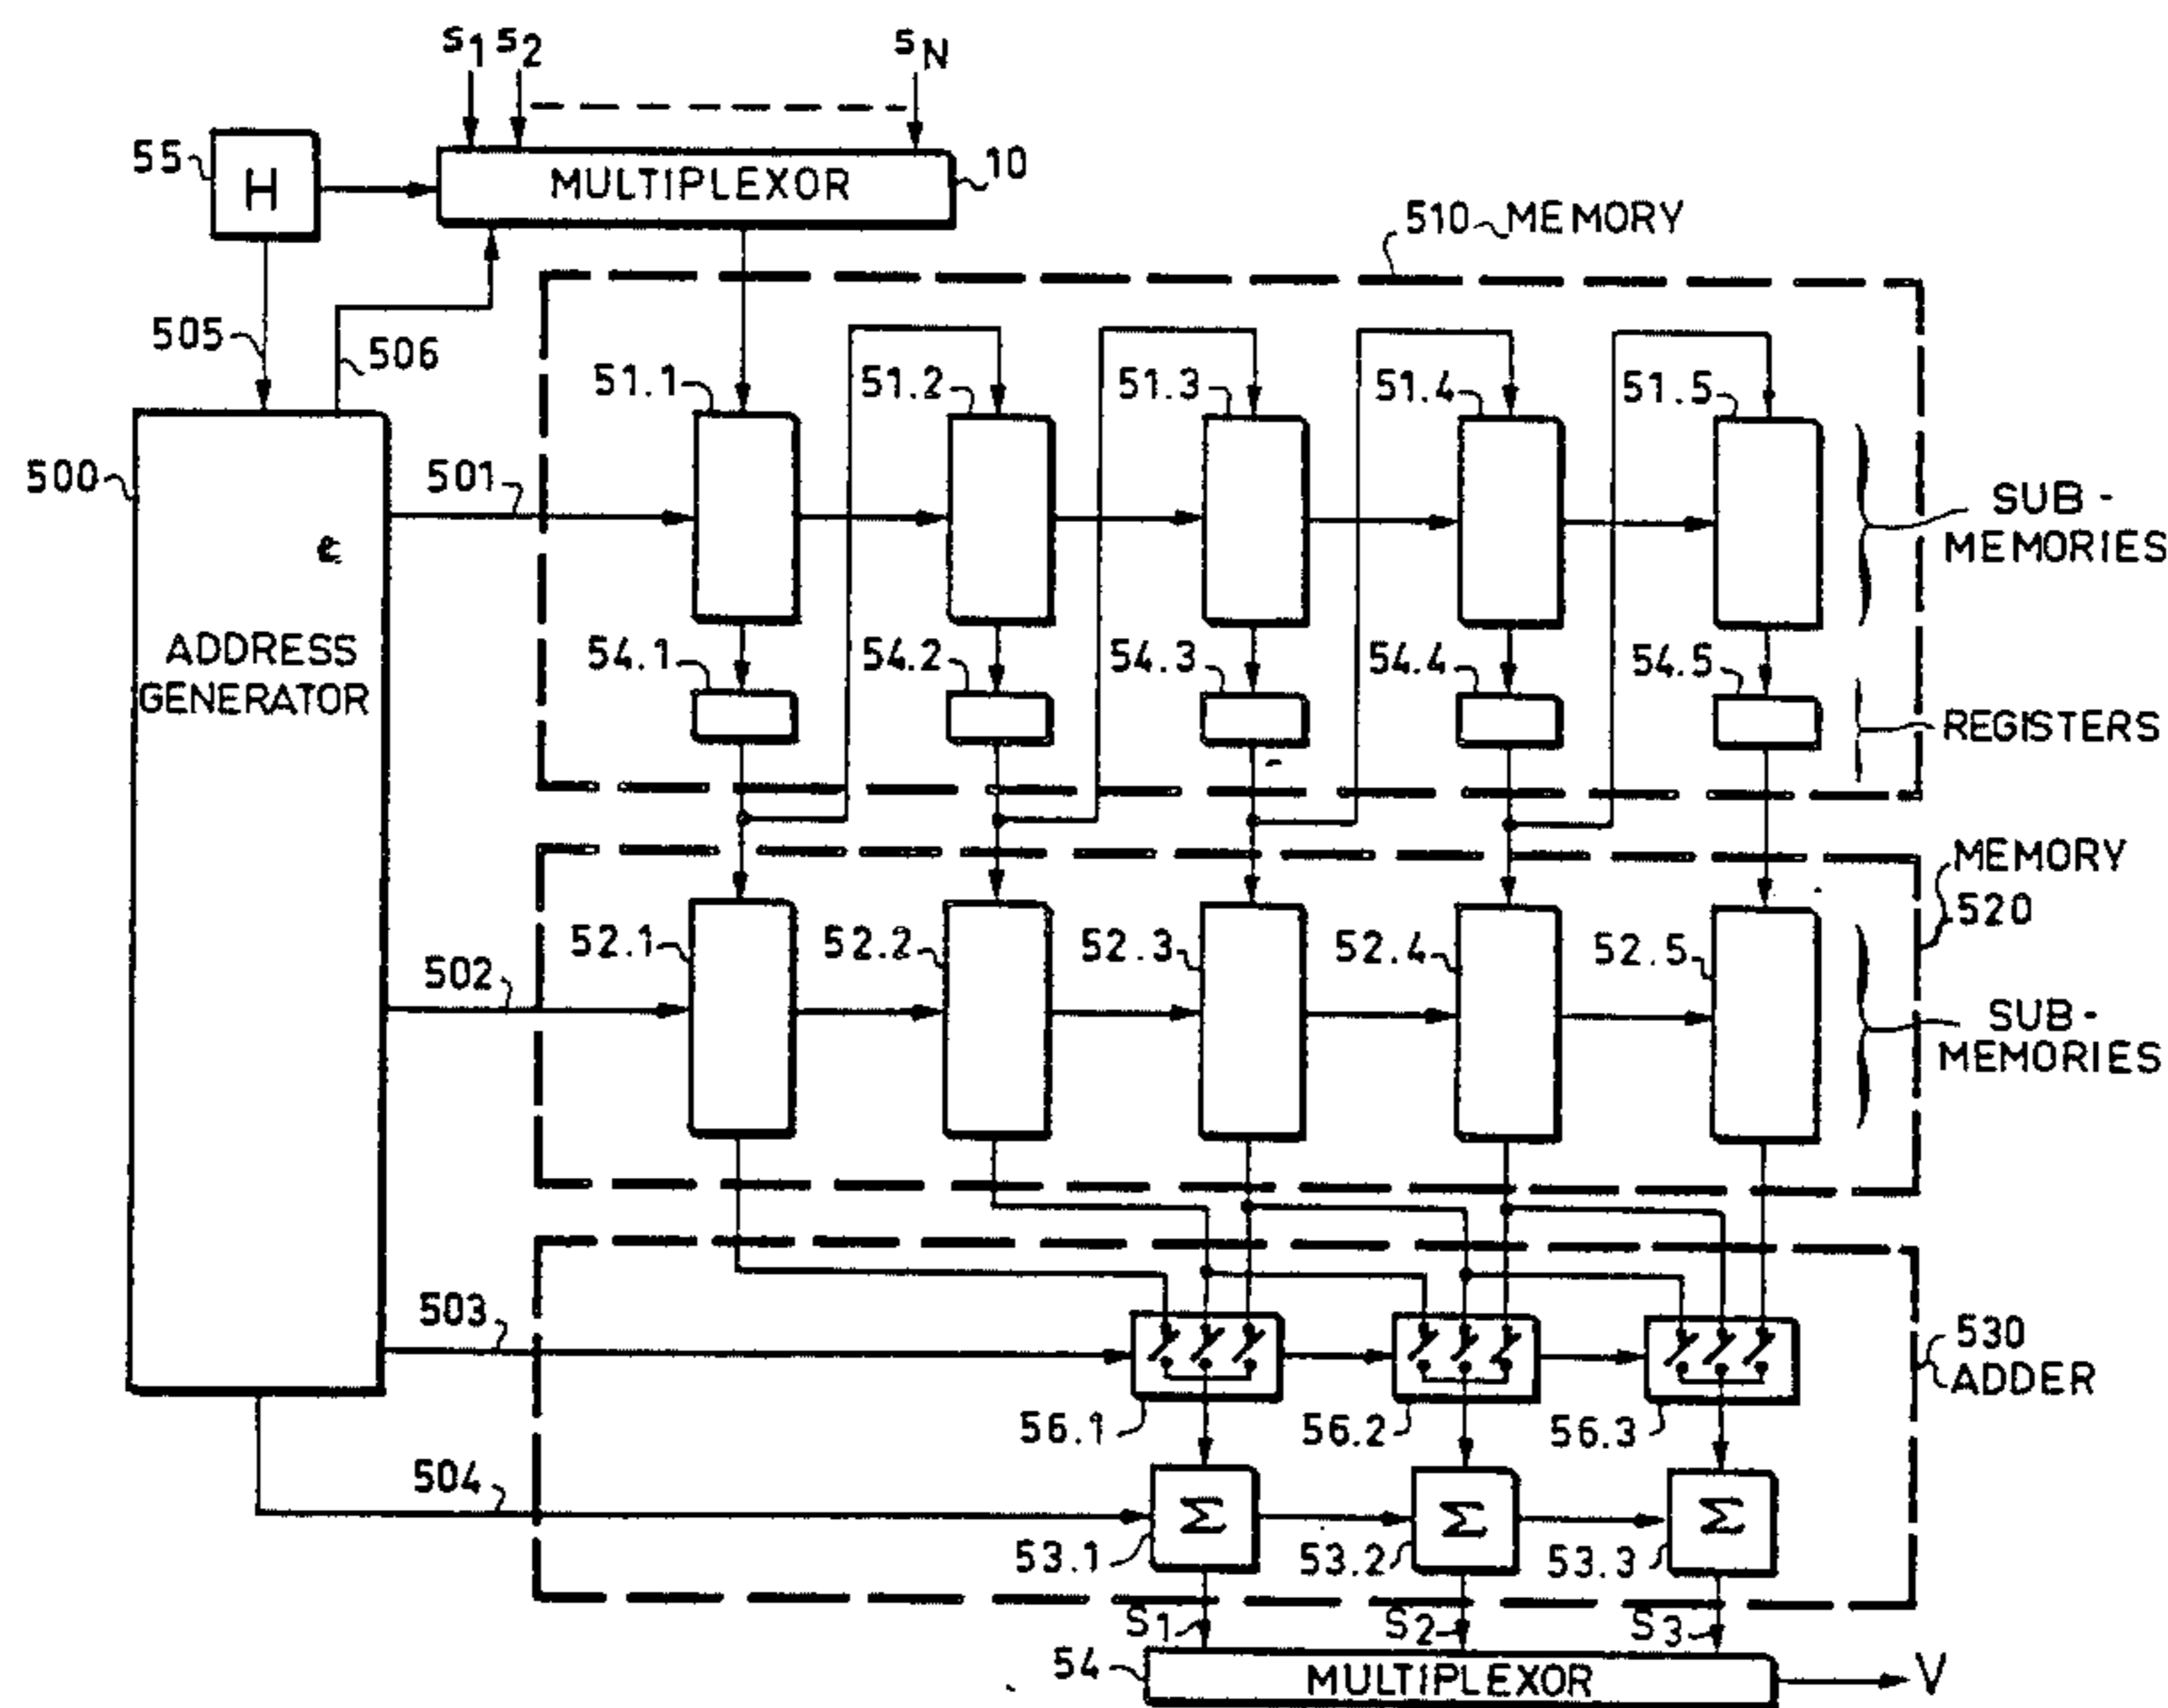 s1 s2 sN
55 H MULTIPLEXOR 10
510 MEMORY
505 506
51.1 51.2 51.3 51.4 51.5
500 501 SUB-
MEMORIES
ADDRESS
GENERATOR
54.1 54.2 54.3 54.4 54.5
REGISTERS
MEMORY
520
52.1 52.2 52.3 52.4 52.5
502 SUB-
MEMORIES
503 530
ADDER
56.1 56.2 56.3
504 Σ Σ Σ
53.1 53.2 53.3
S1 S2 S3
54 MULTIPLEXOR V